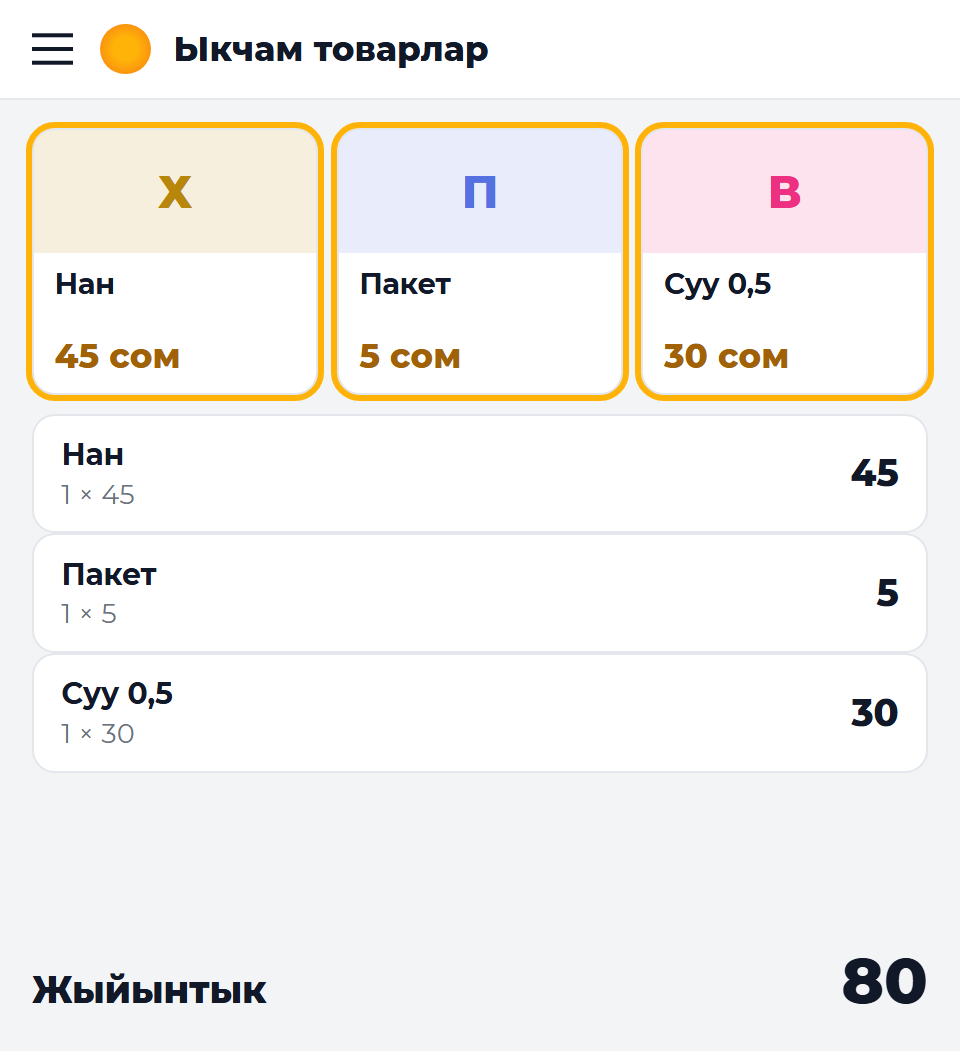 Ыкчам товарлар
Х
П
В
Нан
Пакет
Суу 0,5
45 сом
5 сом
30 сом
Нан
1 × 45
45
Пакет
1 × 5
5
Суу 0,5
1 × 30
30
Жыйынтык
80